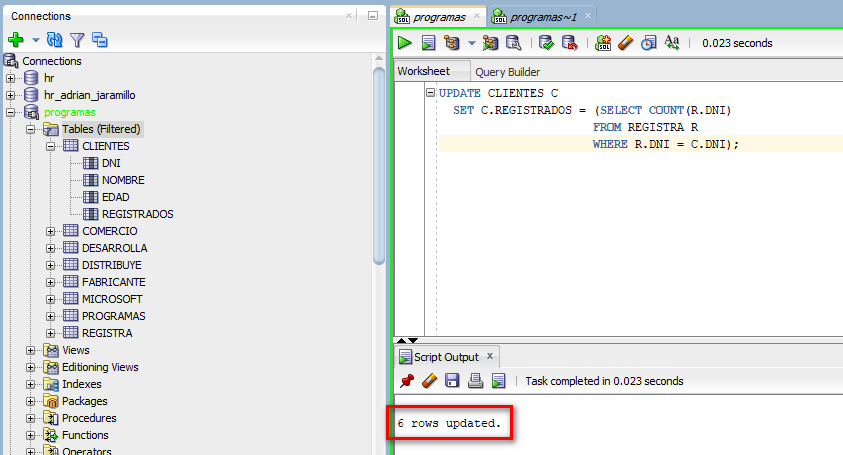 Connections
Connections
hr
hr_adrian_jaramillo
programas
Tables (Filtered)
CLIENTES
DNI
NOMBRE
EDAD
REGISTRADOS
COMERCIO
DESARROLLA
DISTRIBUYE
FABRICANTE
MICROSOFT
PROGRAMAS
REGISTRA
Views
Editioning Views
Indexes
Packages
Procedures
Functions
Operators
programas
programas~1
SQL
0.023 seconds
Worksheet
Query Builder
UPDATE CLIENTES C
SET C.REGISTRADOS = (SELECT COUNT(R.DNI)
FROM REGISTRA R
WHERE R.DNI = C.DNI);
Script Output
Task completed in 0.023 seconds
6 rows updated.